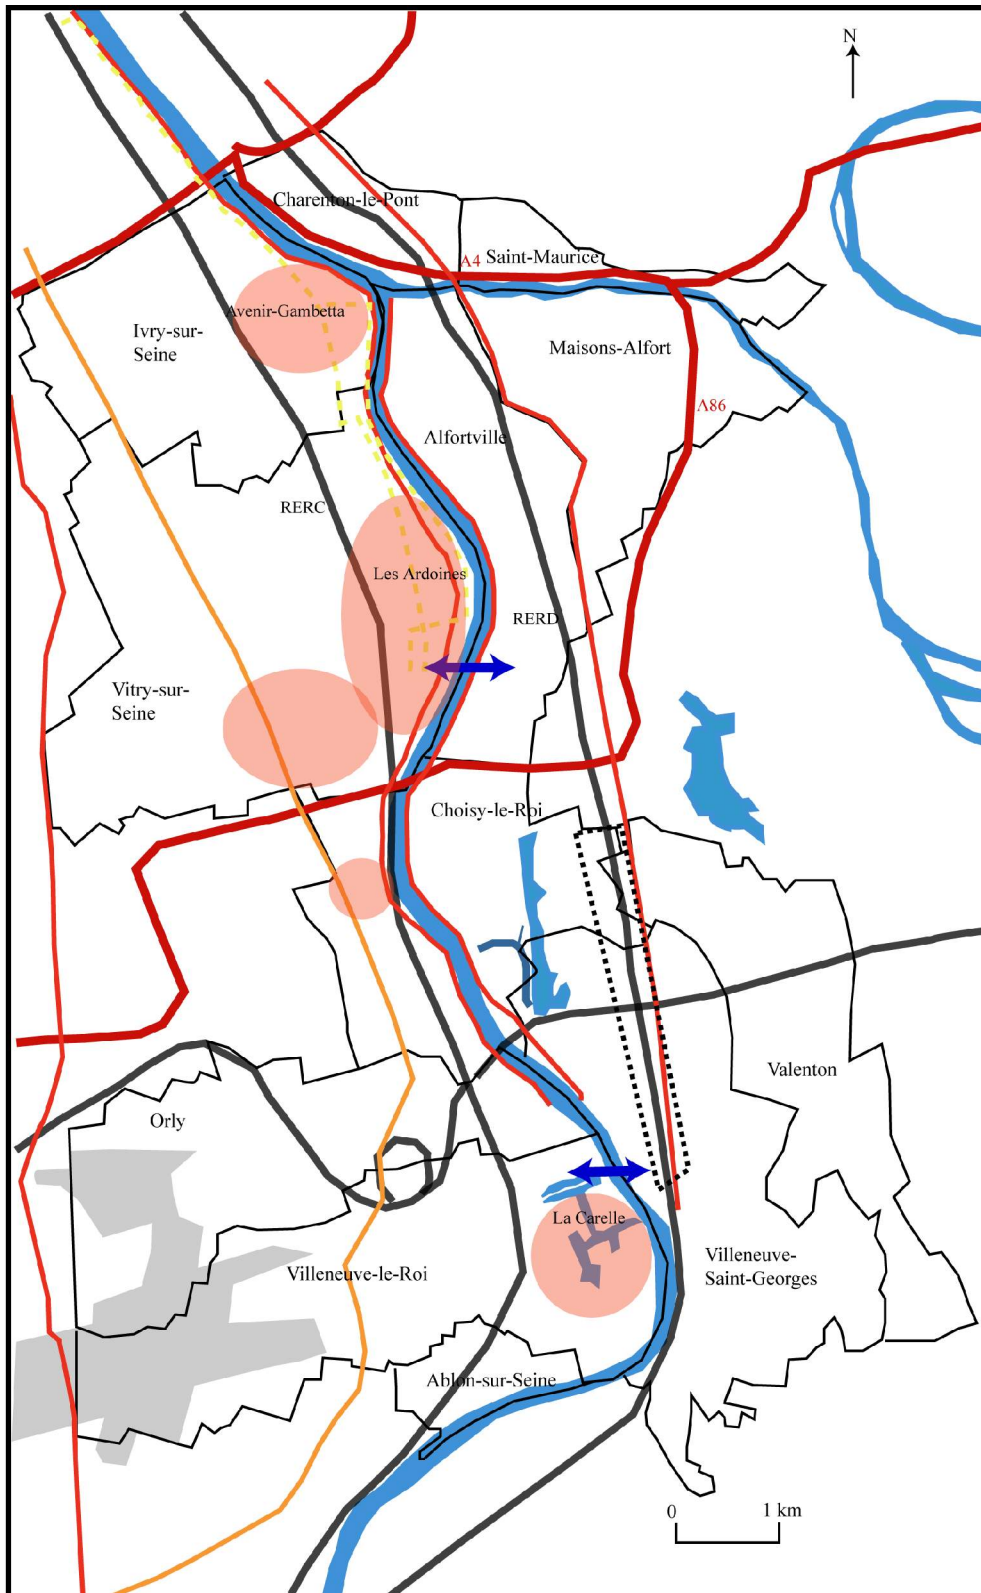 N
Charenton-le-Pont
Saint-Maurice
A4
Avenir-Gambetta
Ivry-sur-
Seine
Maisons-Alfort
A86
Alfortville
RERC
Les Ardoines
RERD
Vitry-sur-
Seine
Choisy-le-Roi
Valenton
Orly
La Carelle
Villeneuve-le-Roi
Villeneuve-
Saint-Georges
Ablon-sur-Seine
0 1 km